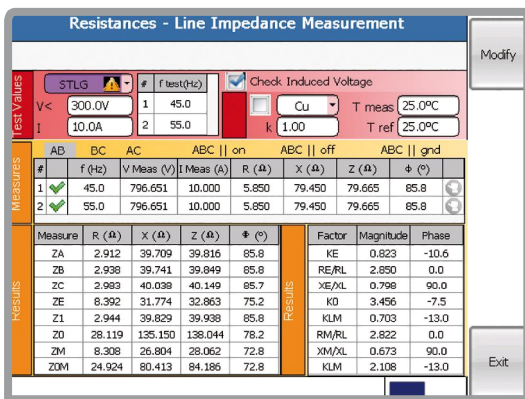 Resistances - Line Impedance Measurement
Modify
Test Values
STLG # f test(Hz) Check Induced Voltage
V< 300.0V 1 45.0 Cu T meas 25.0ºC
I 10.0A 2 55.0 k 1.00 T ref 25.0ºC
Measures
AB BC AC ABC || on ABC || off ABC || gnd
# f (Hz) V Meas (V) I Meas (A) R (Ω) X (Ω) Z (Ω) Φ (º)
1 45.0 796.651 10.000 5.850 79.450 79.665 85.8
2 55.0 796.651 10.000 5.850 79.450 79.665 85.8
Results
Measure R (Ω) X (Ω) Z (Ω) Φ (º)
ZA 2.912 39.709 39.816 85.8
ZB 2.938 39.741 39.849 85.8
ZC 2.983 40.038 40.149 85.7
ZE 8.392 31.774 32.863 75.2
Z1 2.944 39.829 39.938 85.8
Z0 28.119 135.150 138.044 78.2
ZM 8.308 26.804 28.062 72.8
Z0M 24.924 80.413 84.186 72.8
Results
Factor Magnitude Phase
KE 0.823 -10.6
RE/RL 2.850 0.0
XE/XL 0.798 90.0
K0 3.456 -7.5
KLM 0.703 -13.0
RM/RL 2.822 0.0
XM/XL 0.673 90.0
KLM 2.108 -13.0
Exit